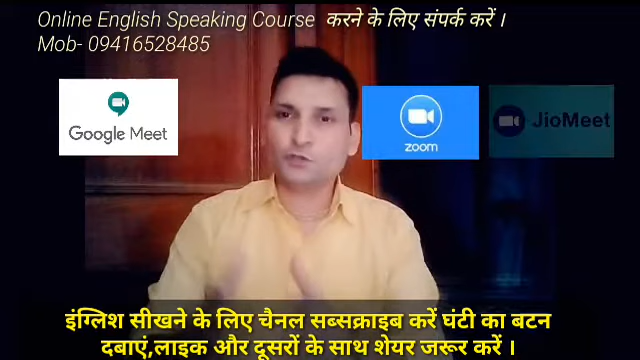 Online English Speaking Course करने के लिए संपर्क करें ।
Mob- 09416528485
Google Meet
zoom
JioMeet
इंग्लिश सीखने के लिए चैनल सब्सक्राइब करें घंटी का बटन
दबाएं,लाइक और दूसरों के साथ शेयर जरूर करें ।